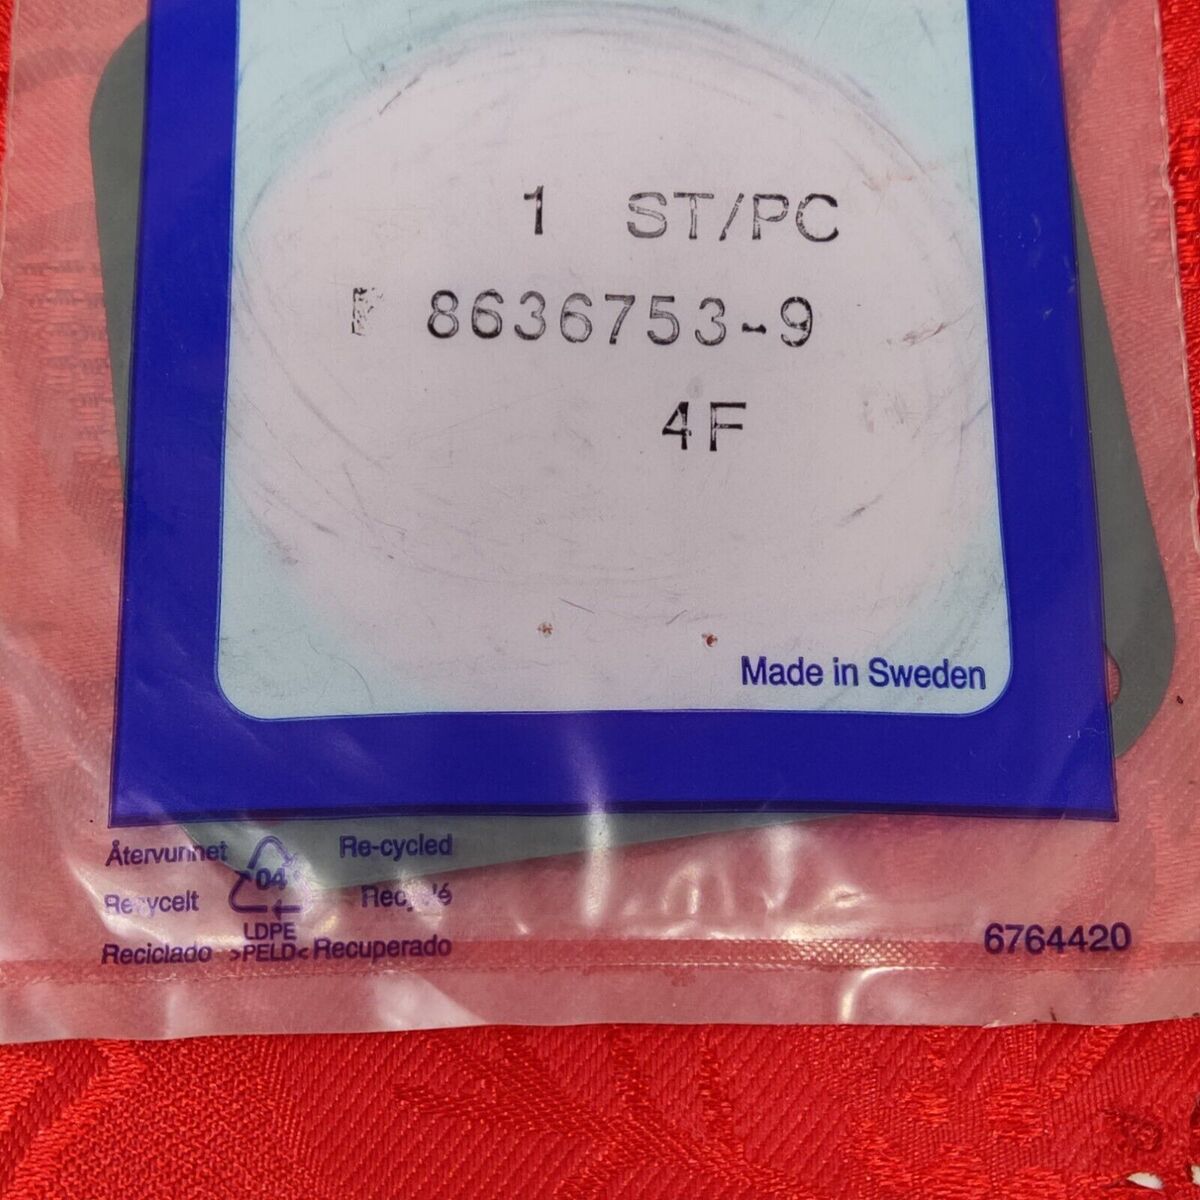 1 ST/PC
8636753-9
4F
Made in Sweden
Återvunnet Re-cycled
04
LDPE
Reciclado >PELD< Recuperado
6764420